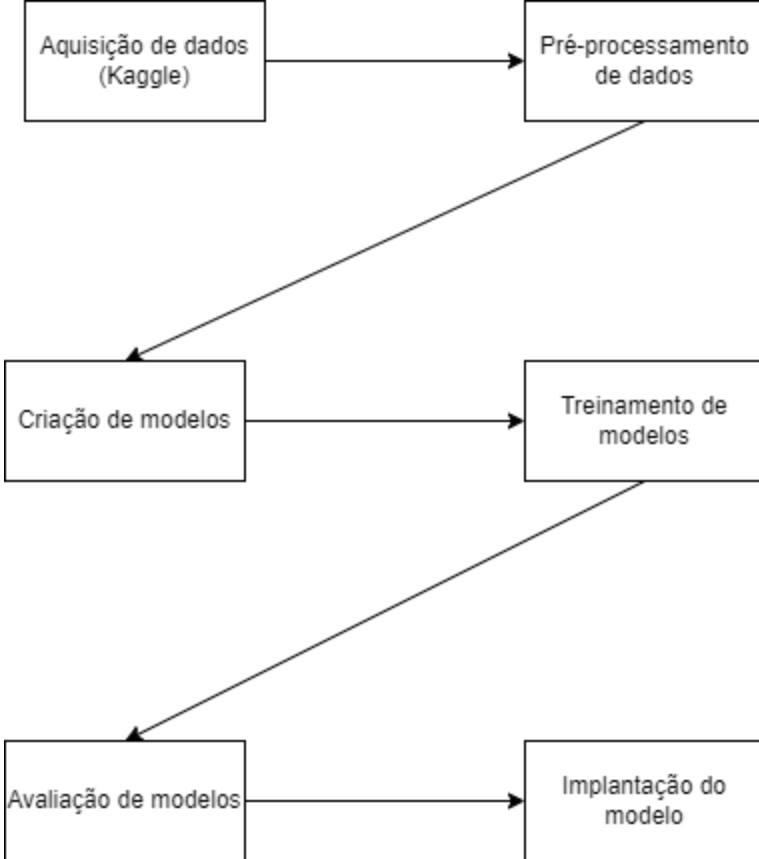 Aquisição de dados
(Kaggle)
Pré-processamento
de dados
Criação de modelos
Treinamento de
modelos
Avaliação de modelos
Implantação do
modelo